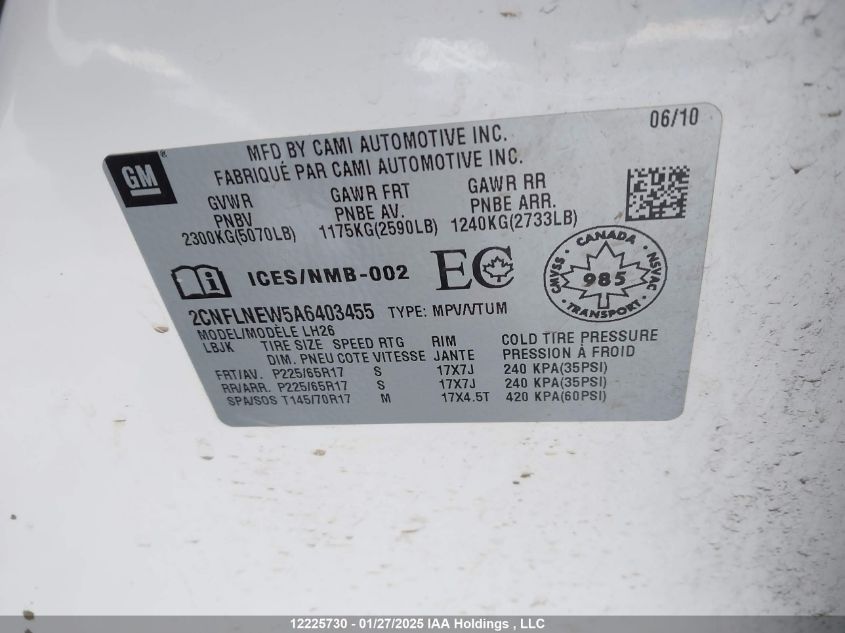 06/10
GM
MFD BY CAMI AUTOMOTIVE INC.
FABRIQUÉ PAR CAMI AUTOMOTIVE INC.
GVWR GAWR FRT GAWR RR
PNBV PNBE AV. PNBE ARR.
2300KG(5070LB) 1175KG(2590LB) 1240KG(2733LB)
ICES/NMB-002 EC
CANADA
CMVSS 985 NSVAC
TRANSPORT
2CNFLNEW5A6403455 TYPE: MPV/VTUM
MODEL/MODÈLE LH26
LBJK TIRE SIZE SPEED RTG RIM COLD TIRE PRESSURE
DIM. PNEU COTE VITESSE JANTE PRESSION À FROID
FRT/AV. P225/65R17 S 17X7J 240 KPA(35PSI)
RR/ARR. P225/65R17 S 17X7J 240 KPA(35PSI)
SPA/SOS T145/70R17 M 17X4.5T 420 KPA(60PSI)
12225730 - 01/27/2025 IAA Holdings , LLC